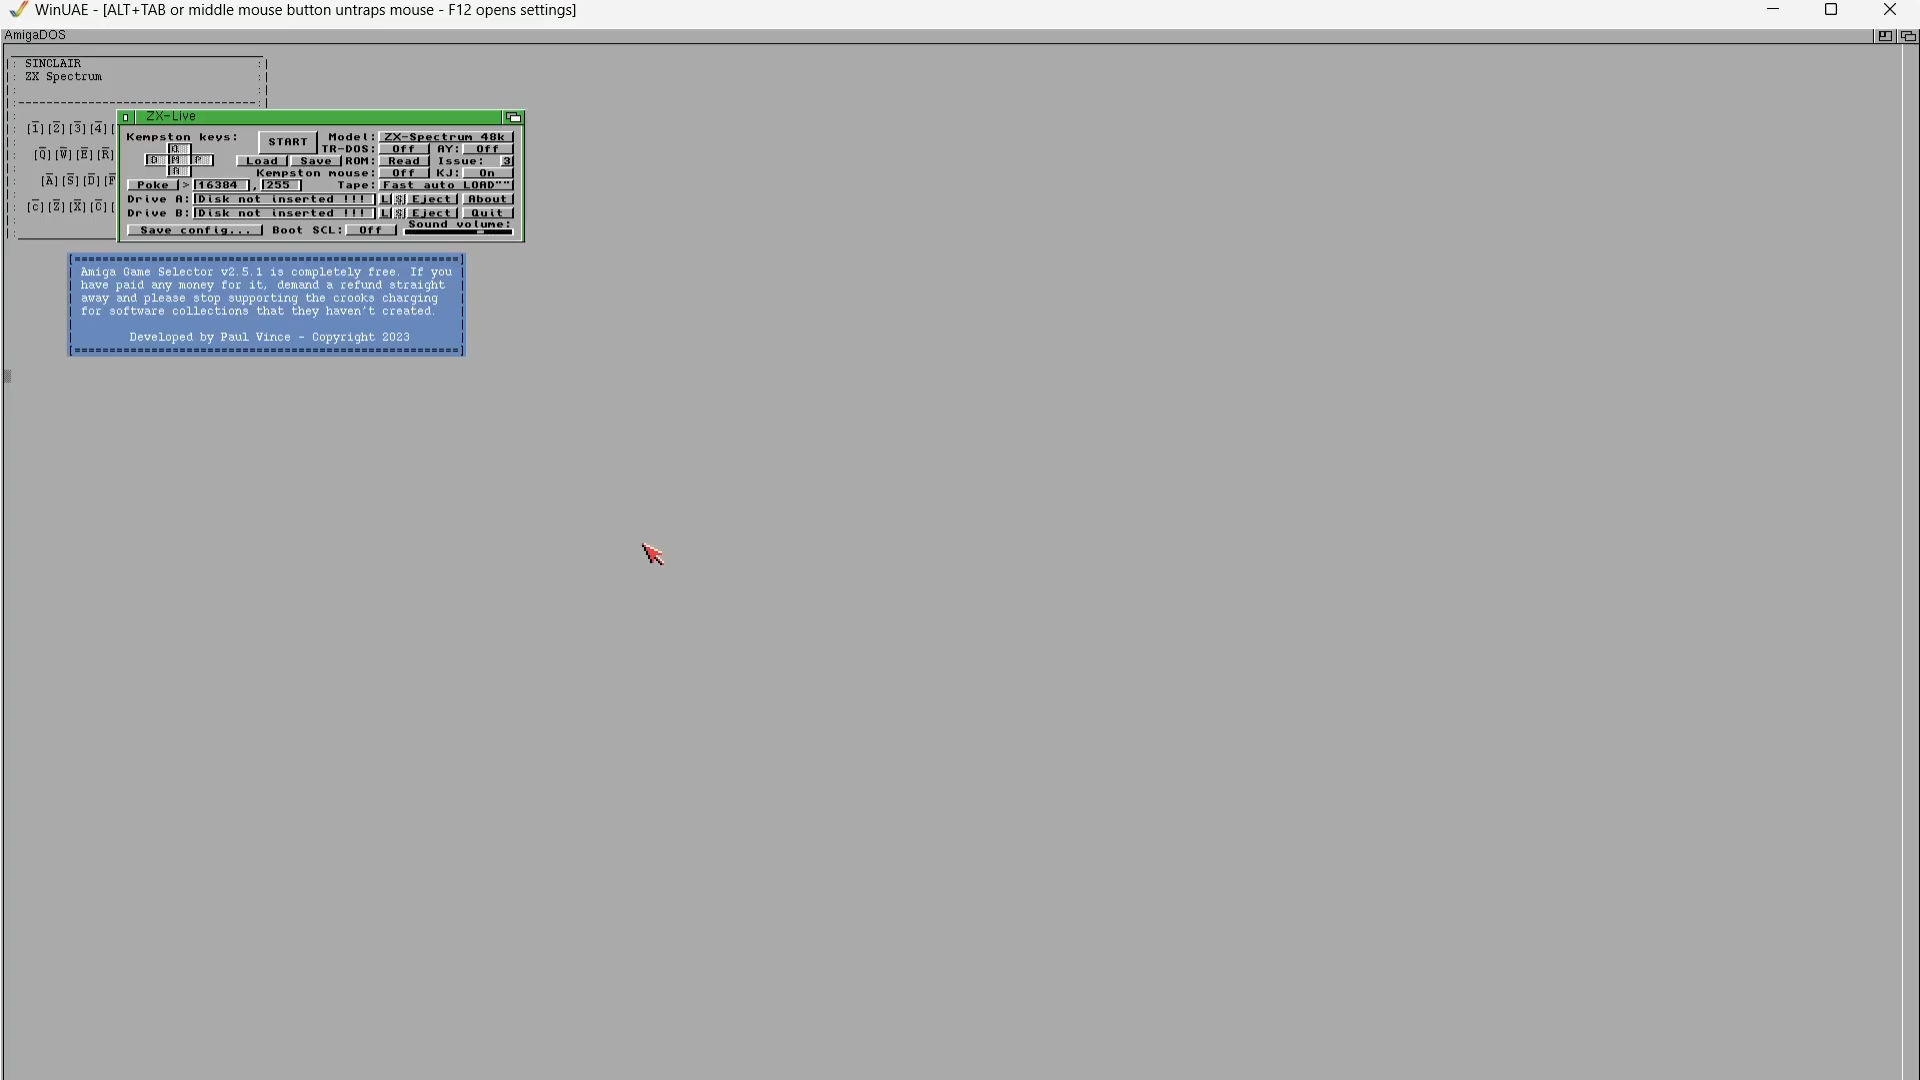 WinUAE - [ALT+TAB or middle mouse button untraps mouse - F12 opens settings]
AmigaDOS
SINCLAIR
ZX Spectrum
[1][2][3][4][
[Q][W][E][R]
[A][S][D][F
[c][Z][X][C][
ZX-Live
Kempston keys:
Q
O M P
A
START
Model: ZX-Spectrum 48k
TR-DOS: Off AY: Off
Load Save ROM: Read Issue: 3
Kempston mouse: Off KJ: On
Poke > 16384 , 255 Tape: Fast auto LOAD""
Drive A: Disk not inserted !!! L S Eject About
Drive B: Disk not inserted !!! L S Eject Quit
Save config... Boot SCL: Off Sound volume:
Amiga Game Selector v2.5.1 is completely free. If you
have paid any money for it, demand a refund straight
away and please stop supporting the crooks charging
for software collections that they haven't created.
Developed by Paul Vince - Copyright 2023